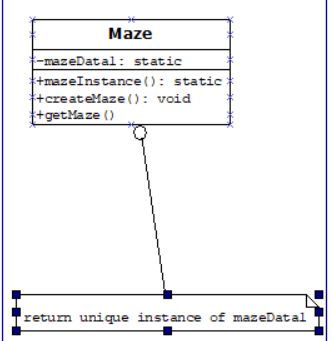 Maze
-mazeDatal: static
+mazeInstance(): static
+createMaze(): void
+getMaze()
return unique instance of mazeDatal